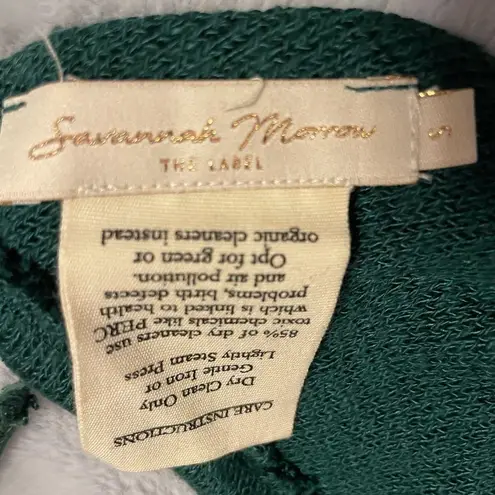 Savannah Morrow
THE LABEL
S
CARE INSTRUCTIONS
Dry Clean Only
Gentle Iron or
Lightly Steam Press
85% of dry cleaners use
toxic chemicals like PERC
which is linked to health
problems, birth defects
and air pollution.
Opt for green or
organic cleaners instead